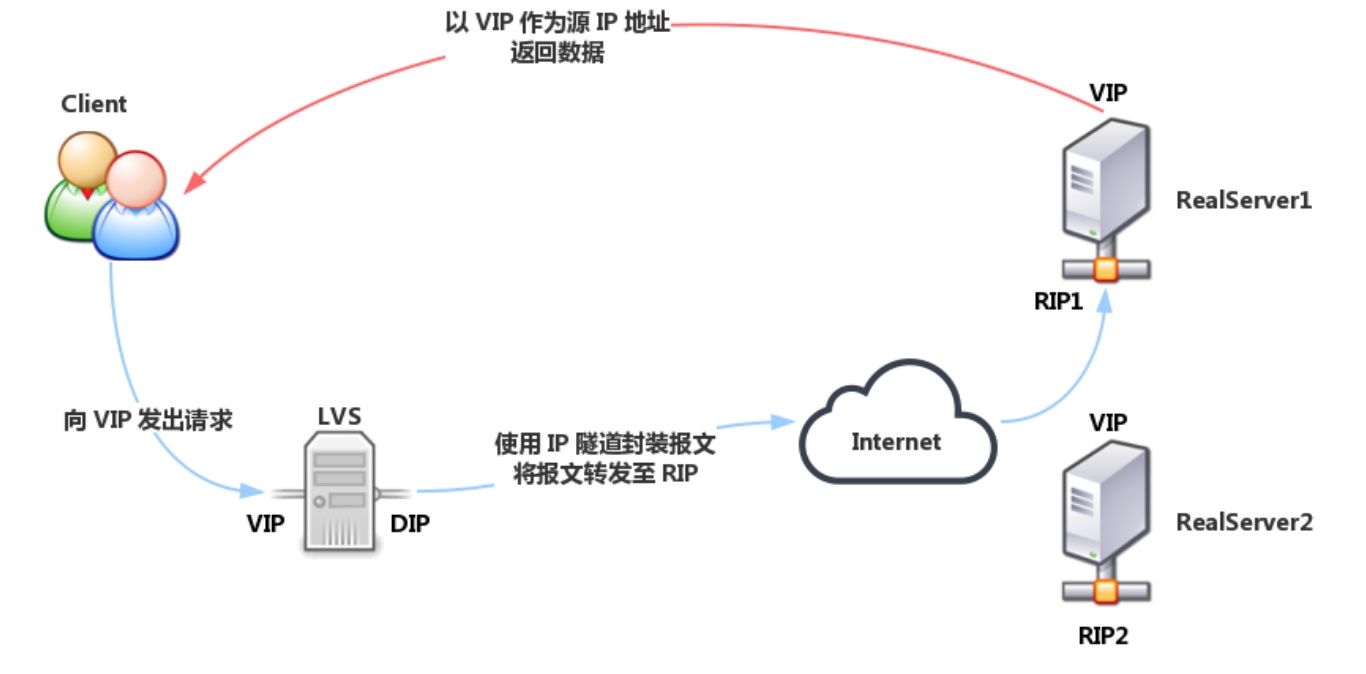 以 VIP 作为源 IP 地址
返回数据
Client
VIP
RealServer1
RIP1
向 VIP 发出请求
LVS
使用 IP 隧道封装报文
将报文转发至 RIP
Internet
VIP
VIP
DIP
RealServer2
RIP2